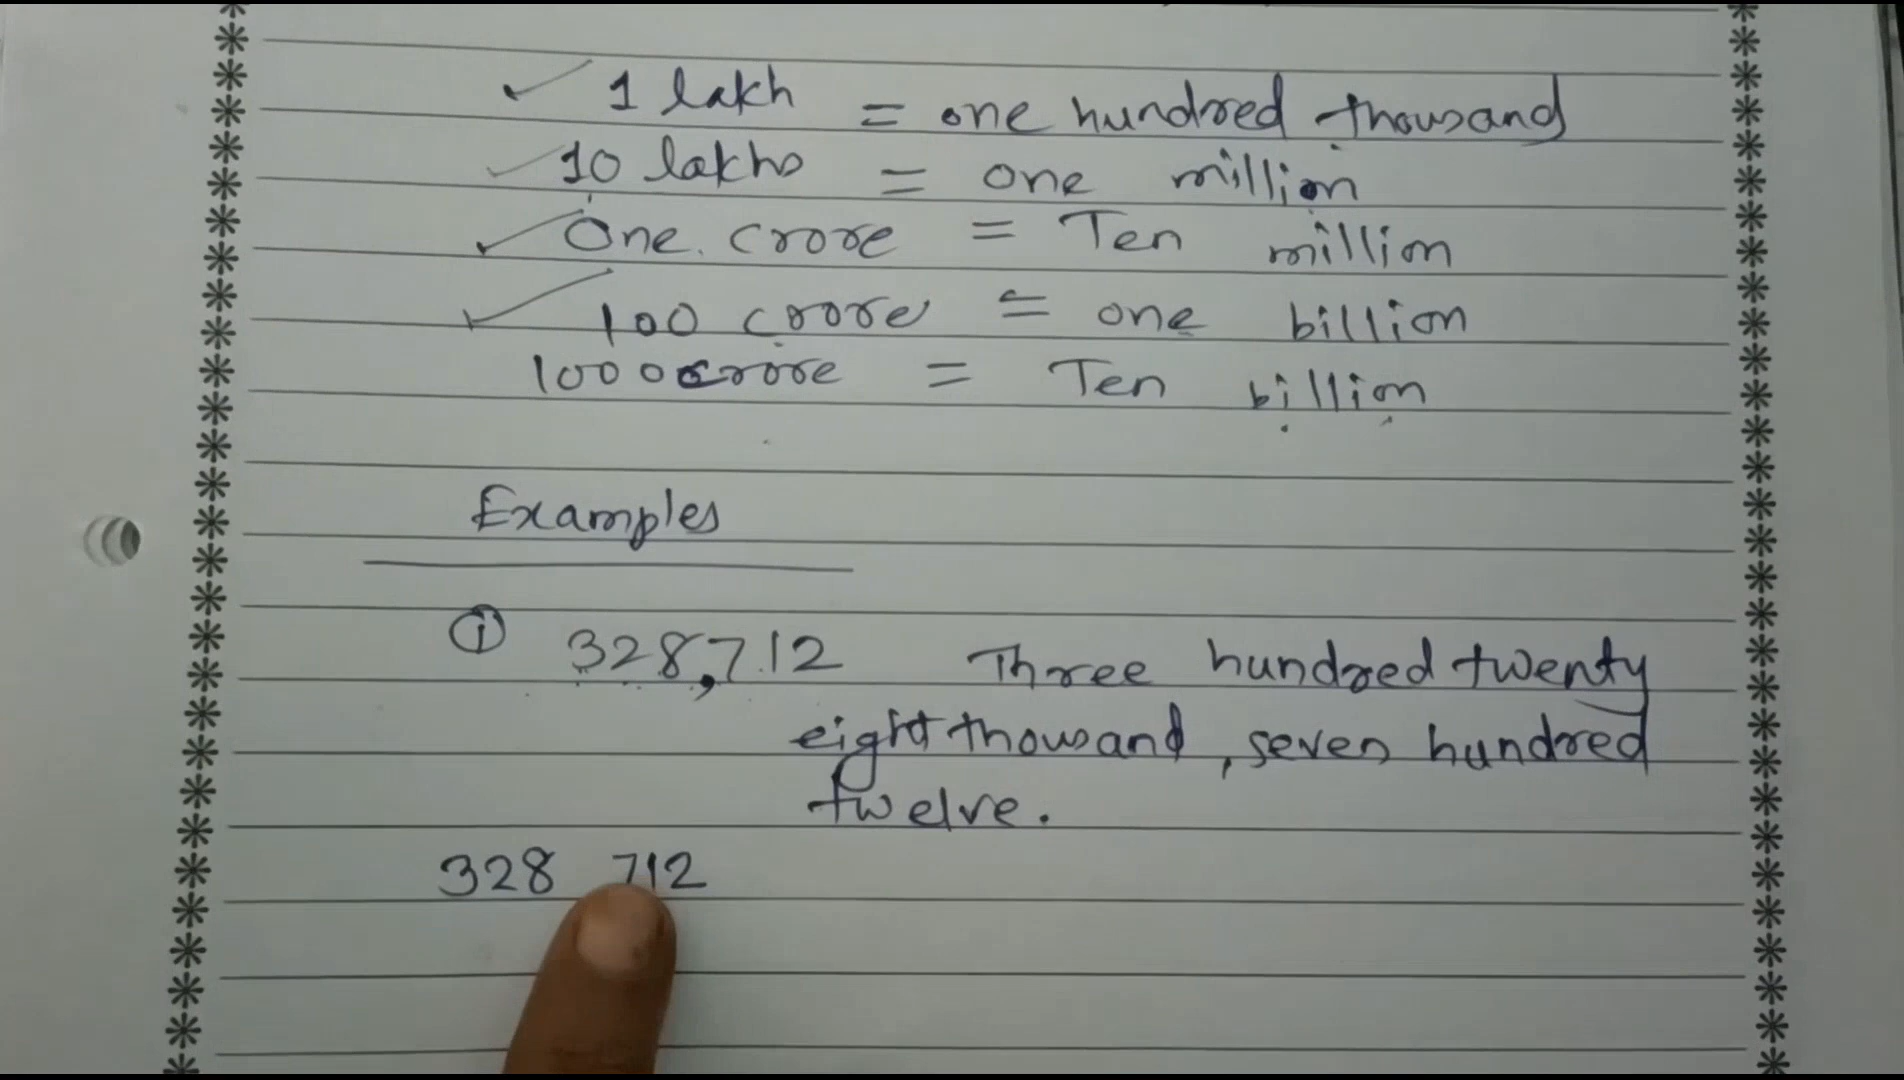 1 lakh = one hundred thousand
10 lakhs = one million
One crore = Ten million
100 crore = one billion
1000 crore = Ten billion
Examples
① 328,712 Three hundred twenty
eight thousand, seven hundred
twelve.
328 712